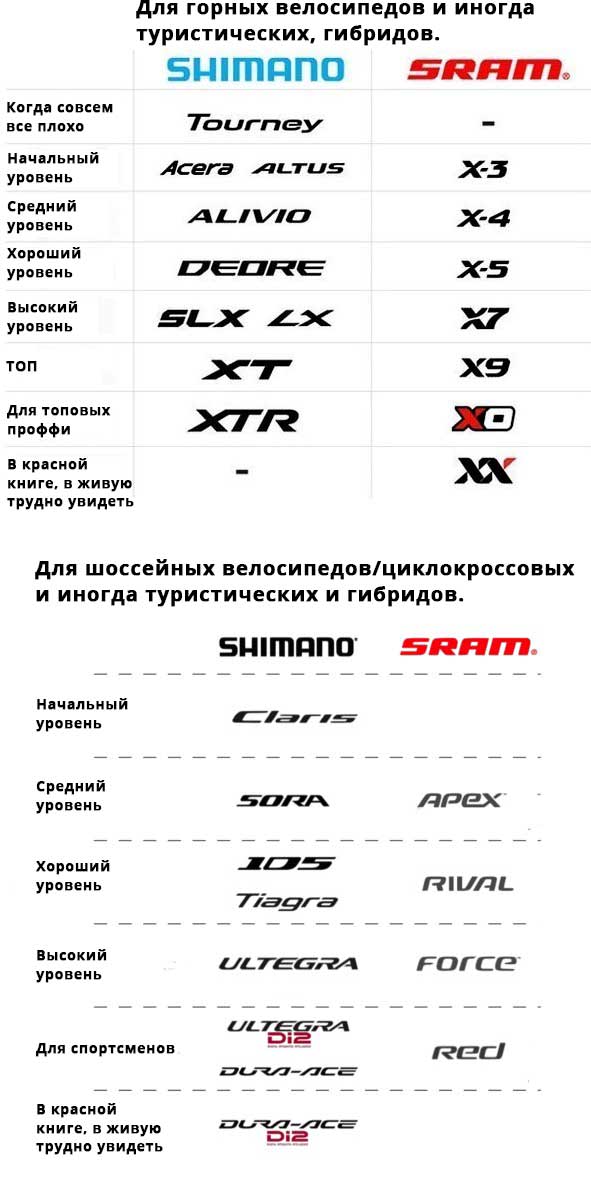 Для горных велосипедов и иногда
туристических, гибридов.
SHIMANO SRAM
Когда совсем
все плохо
Tourney -
Начальный
уровень
Acera ALTUS X-3
Средний
уровень
ALIVIO X-4
Хороший
уровень
DEORE X-5
Высокий
уровень
SLX LX X7
ТОП XT X9
Для топовых
проффи
XTR XO
В красной
книге, в живую
трудно увидеть
- XX
Для шоссейных велосипедов/циклокроссовых
и иногда туристических и гибридов.
SHIMANO SRAM
Начальный
уровень
Claris
Средний
уровень
SORA APEX
Хороший
уровень
105
Tiagra
RIVAL
Высокий
уровень
ULTEGRA FORCE
Для спортсменов
ULTEGRA
Di2
DURA-ACE
RED
В красной
книге, в живую
трудно увидеть
DURA-ACE
Di2